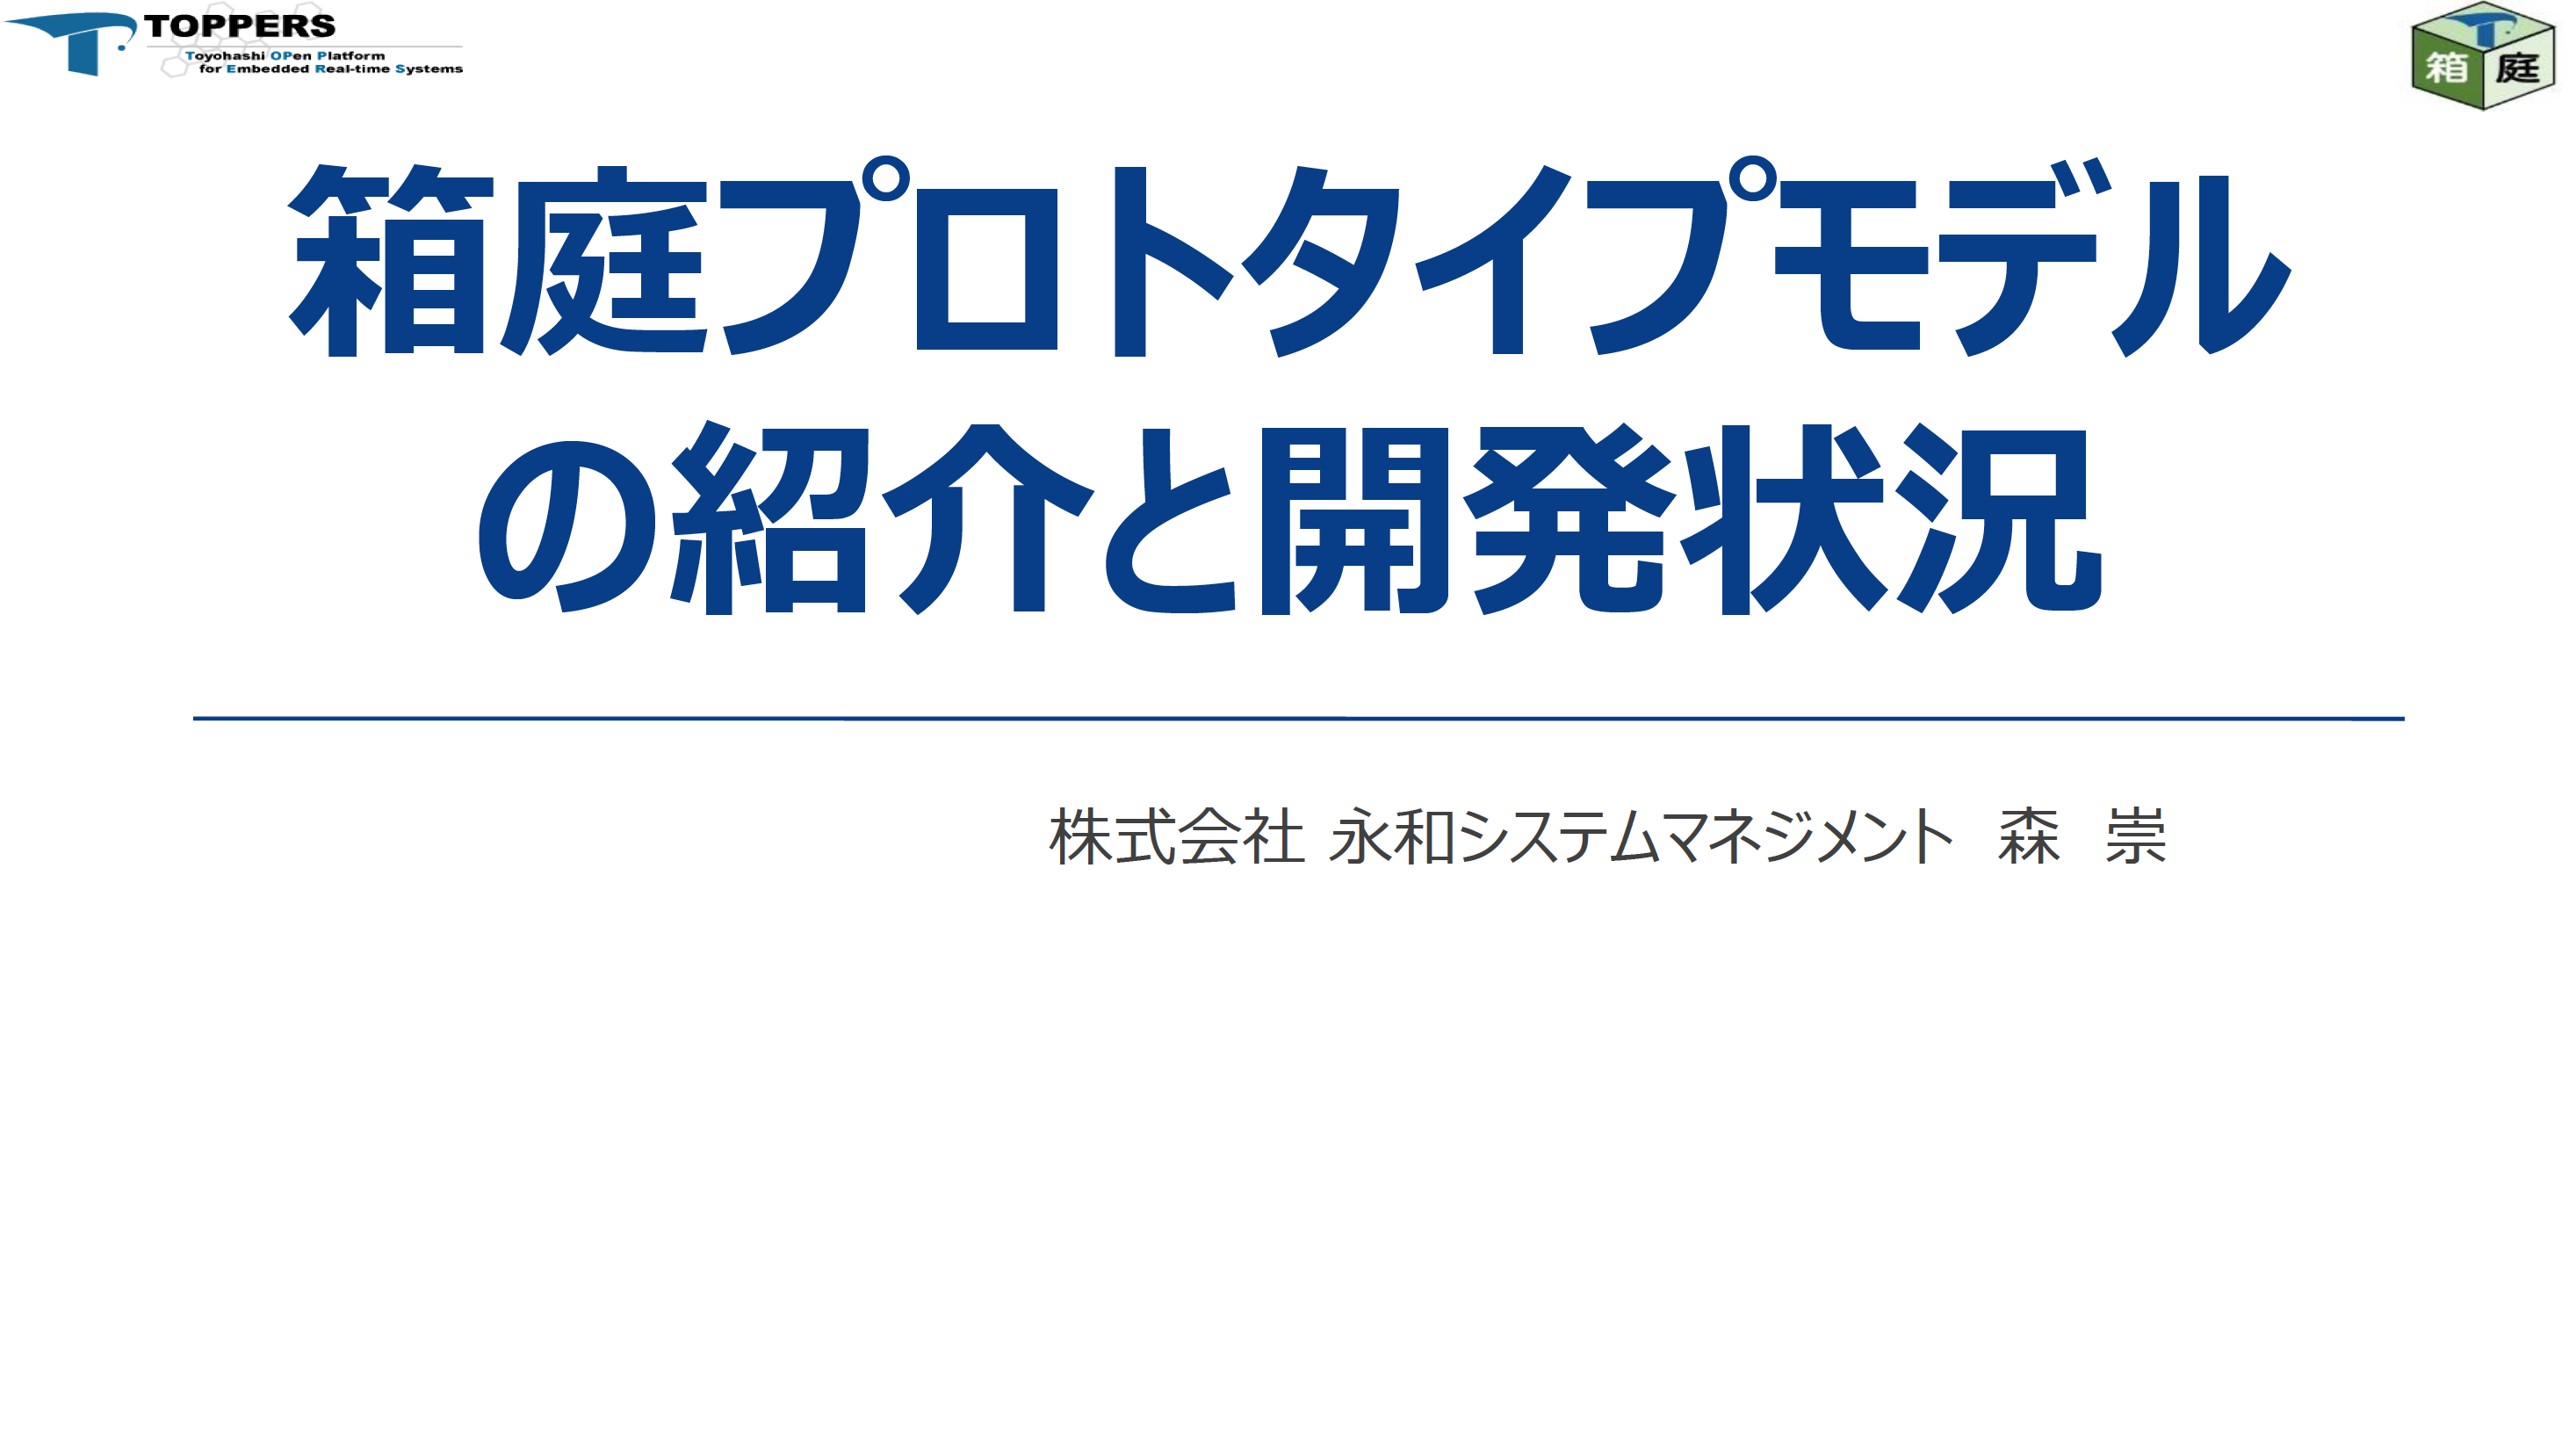 TOPPERS
Toyohashi OPen Platform
for Embedded Real-time Systems
箱庭
箱庭プロトタイプモデル
の紹介と開発状況
株式会社 永和システムマネジメント　森　崇